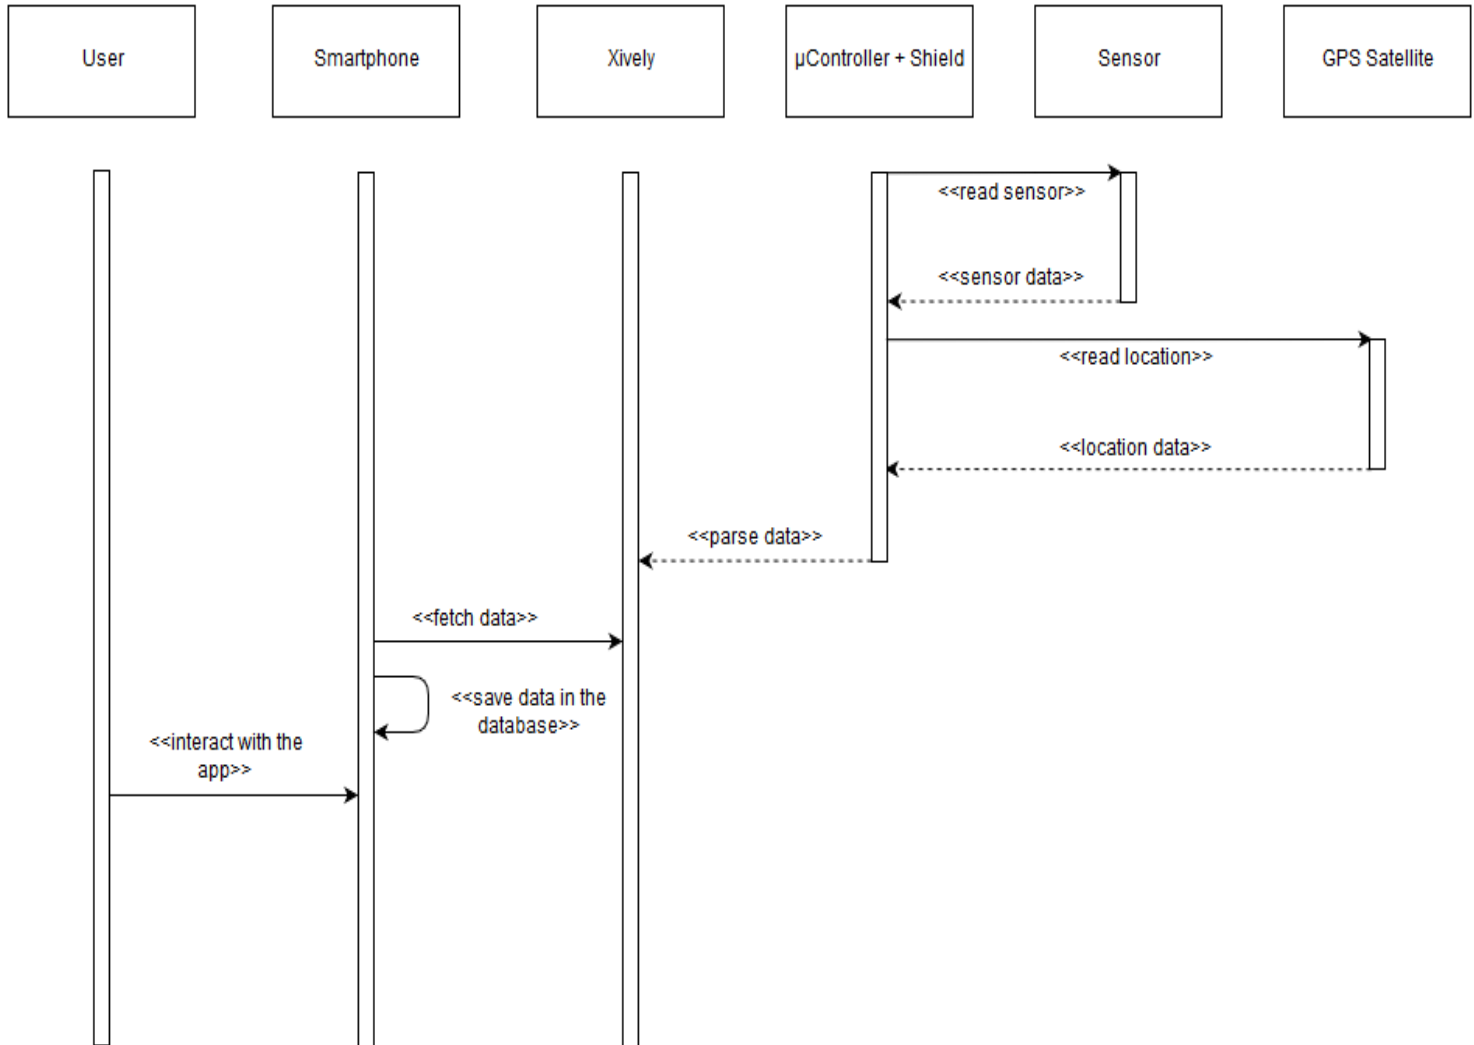 User
Smartphone
Xively
µController + Shield
Sensor
GPS Satellite
<<read sensor>>
<<sensor data>>
<<read location>>
<<location data>>
<<parse data>>
<<fetch data>>
<<save data in the
database>>
<<interact with the
app>>